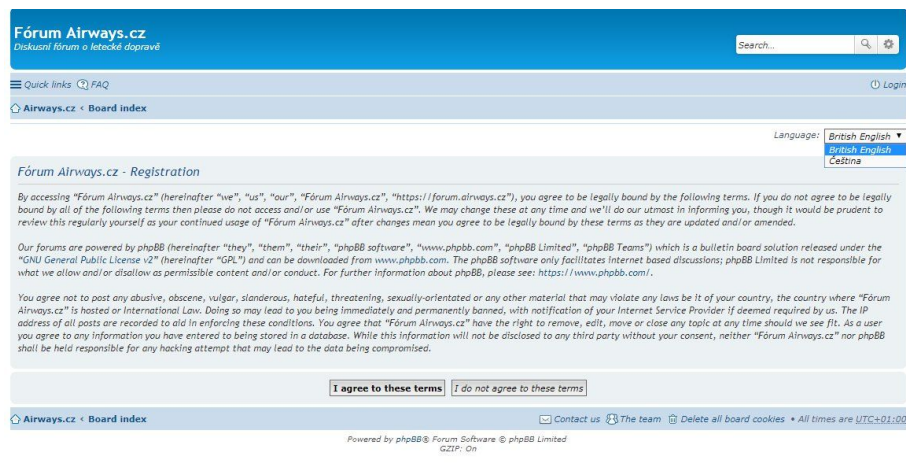 Fórum Airways.cz
Diskusní fórum o letecké dopravě
Search...
Quick links FAQ
Login
Airways.cz ‹ Board index
Language: British English
British English
Čeština
Fórum Airways.cz - Registration
By accessing “Fórum Airways.cz” (hereinafter “we”, “us”, “our”, “Fórum Airways.cz”, “https://forum.airways.cz”), you agree to be legally bound by the following terms. If you do not agree to be legally
bound by all of the following terms then please do not access and/or use “Fórum Airways.cz”. We may change these at any time and we’ll do our utmost in informing you, though it would be prudent to
review this regularly yourself as your continued usage of “Fórum Airways.cz” after changes mean you agree to be legally bound by these terms as they are updated and/or amended.
Our forums are powered by phpBB (hereinafter “they”, “them”, “their”, “phpBB software”, “www.phpbb.com”, “phpBB Limited”, “phpBB Teams”) which is a bulletin board solution released under the
“GNU General Public License v2” (hereinafter “GPL”) and can be downloaded from www.phpbb.com. The phpBB software only facilitates internet based discussions; phpBB Limited is not responsible for
what we allow and/or disallow as permissible content and/or conduct. For further information about phpBB, please see: https://www.phpbb.com/.
You agree not to post any abusive, obscene, vulgar, slanderous, hateful, threatening, sexually-orientated or any other material that may violate any laws be it of your country, the country where “Fórum
Airways.cz” is hosted or International Law. Doing so may lead to you being immediately and permanently banned, with notification of your Internet Service Provider if deemed required by us. The IP
address of all posts are recorded to aid in enforcing these conditions. You agree that “Fórum Airways.cz” have the right to remove, edit, move or close any topic at any time should we see fit. As a user
you agree to any information you have entered to being stored in a database. While this information will not be disclosed to any third party without your consent, neither “Fórum Airways.cz” nor phpBB
shall be held responsible for any hacking attempt that may lead to the data being compromised.
I agree to these terms I do not agree to these terms
Airways.cz ‹ Board index
Contact us The team Delete all board cookies • All times are UTC+01:00
Powered by phpBB® Forum Software © phpBB Limited
GZIP: On